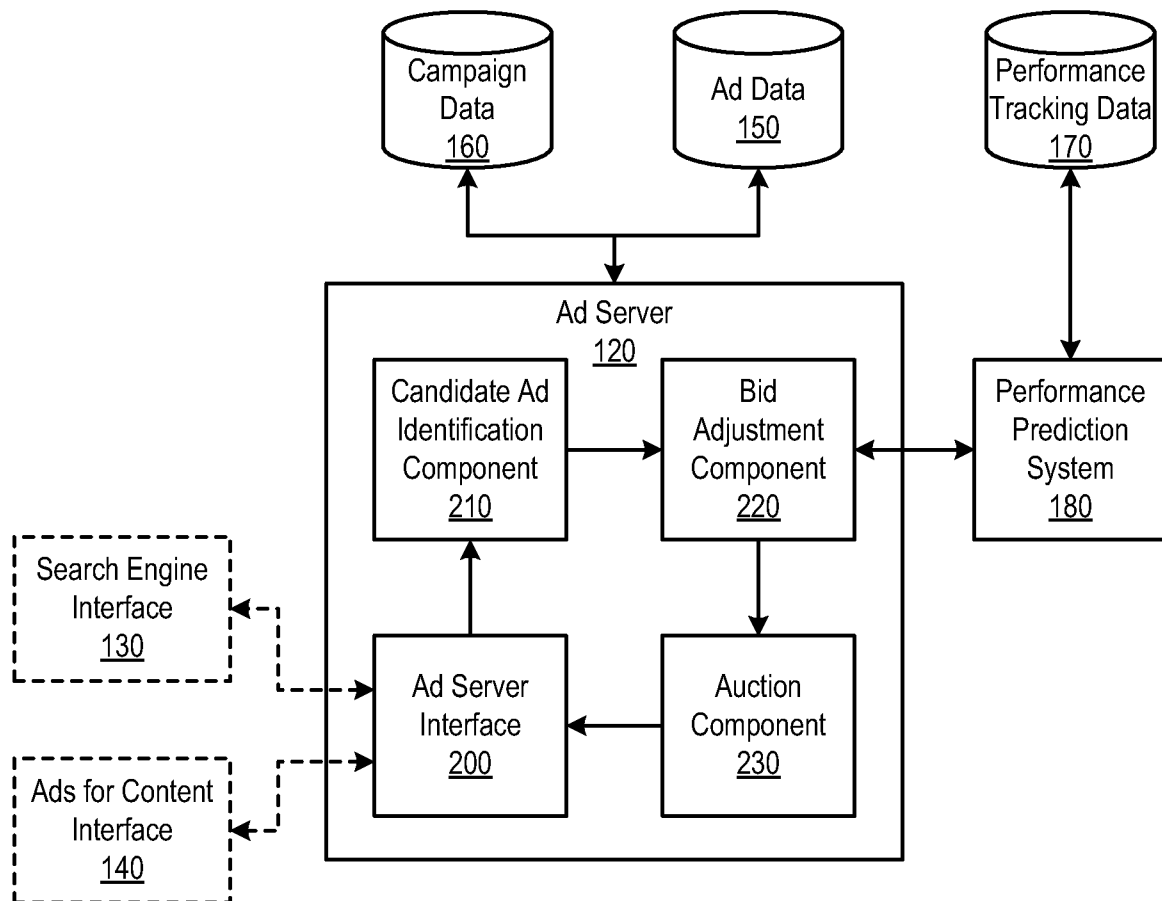 Campaign
Data
160
Ad Data
150
Performance
Tracking Data
170
Ad Server
120
Candidate Ad
Identification
Component
210
Bid
Adjustment
Component
220
Performance
Prediction
System
180
Search Engine
Interface
130
Ad Server
Interface
200
Auction
Component
230
Ads for Content
Interface
140